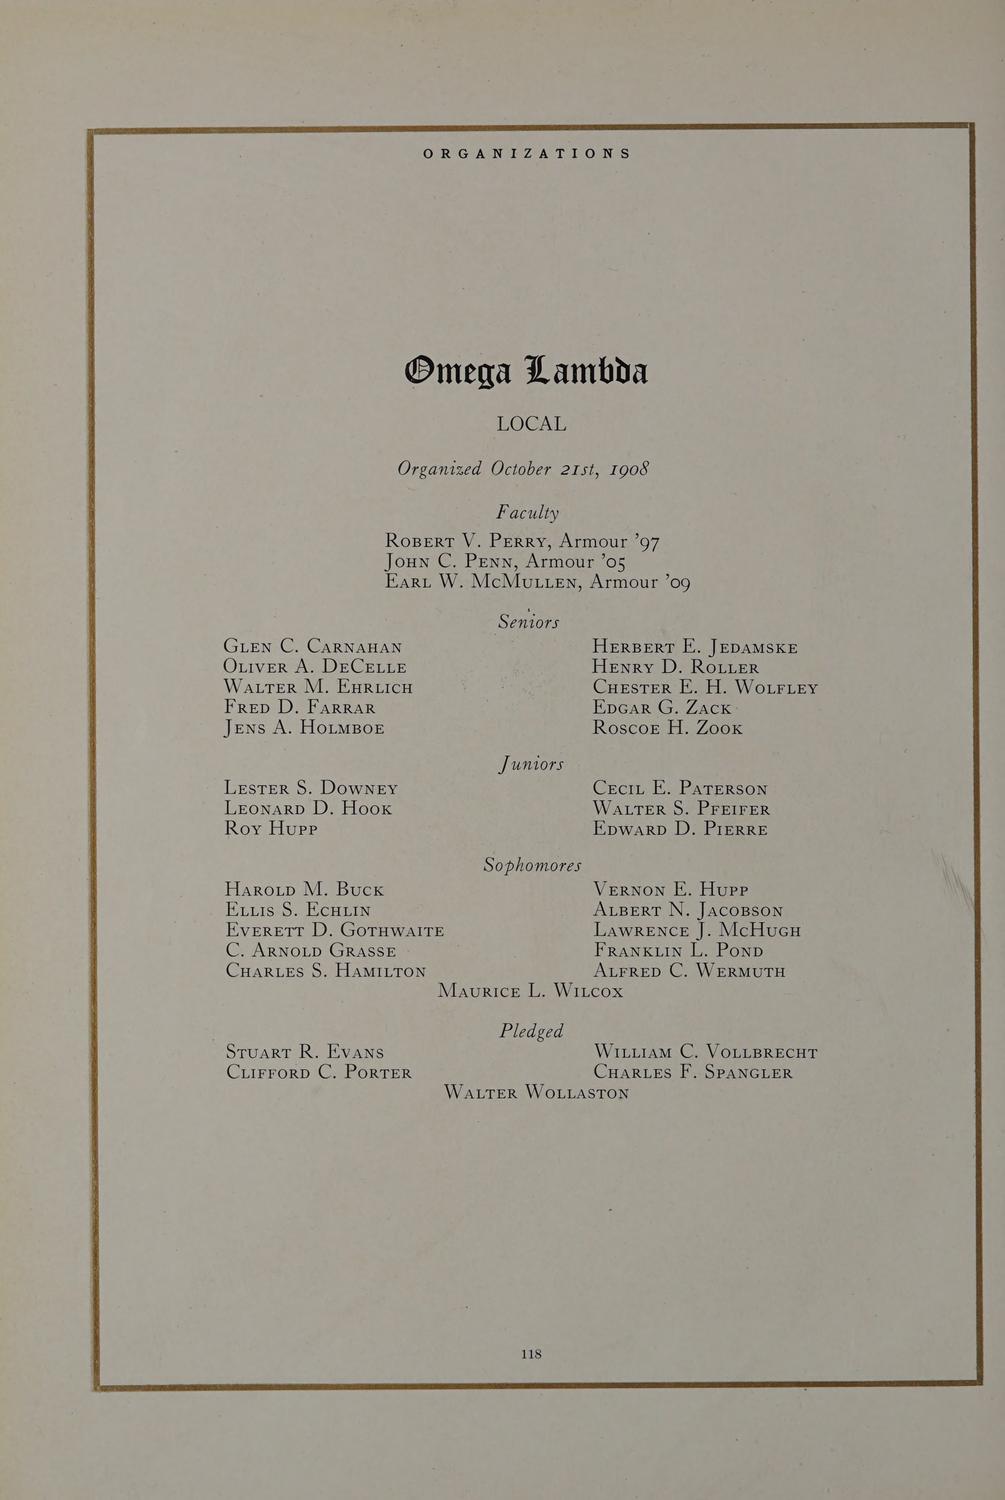 ORGANIZATIONS
Omega Lambda
LOCAL
Organized October 21st, 1908
Faculty
Robert V. Perry, Armour ’97
John C. Penn, Armour ’05
Earl W. McMullen, Armour ’09
Seniors
Glen C. Carnahan Herbert E. Jedamske
Oliver A. DeCelle Henry D. Roller
Walter M. Ehrlich Chester E. H. Wolfley
Fred D. Farrar Edgar G. Zack
Jens A. Holmboe Roscoe H. Zook
Juniors
Lester S. Downey Cecil E. Paterson
Leonard D. Hook Walter S. Pfeifer
Roy Hupp Edward D. Pierre
Sophomores
Harold M. Buck Vernon E. Hupp
Ellis S. Echlin Albert N. Jacobson
Everett D. Gothwaite Lawrence J. McHugh
C. Arnold Grasse Franklin L. Pond
Charles S. Hamilton Alfred C. Wermuth
Maurice L. Wilcox
Pledged
Stuart R. Evans William C. Vollbrecht
Clifford C. Porter Charles F. Spangler
Walter Wollaston
118